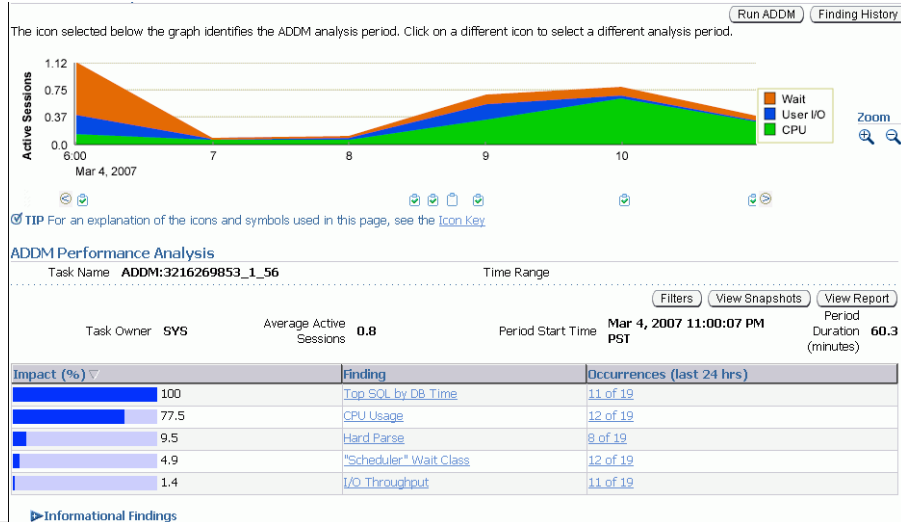 Run ADDM Finding History
The icon selected below the graph identifies the ADDM analysis period. Click on a different icon to select a different analysis period.
Active Sessions
1.12
0.75
0.37
0.0
6:00 7 8 9 10
Mar 4, 2007
Wait
User I/O
CPU
Zoom
TIP For an explanation of the icons and symbols used in this page, see the Icon Key
ADDM Performance Analysis
Task Name ADDM:3216269853_1_56 Time Range
Filters View Snapshots View Report
Task Owner SYS Average Active Sessions 0.8 Period Start Time Mar 4, 2007 11:00:07 PM PST Period Duration (minutes) 60.3
Impact (%) Finding Occurrences (last 24 hrs)
100 Top SQL by DB Time 11 of 19
77.5 CPU Usage 12 of 19
9.5 Hard Parse 8 of 19
4.9 "Scheduler" Wait Class 12 of 19
1.4 I/O Throughput 11 of 19
Informational Findings